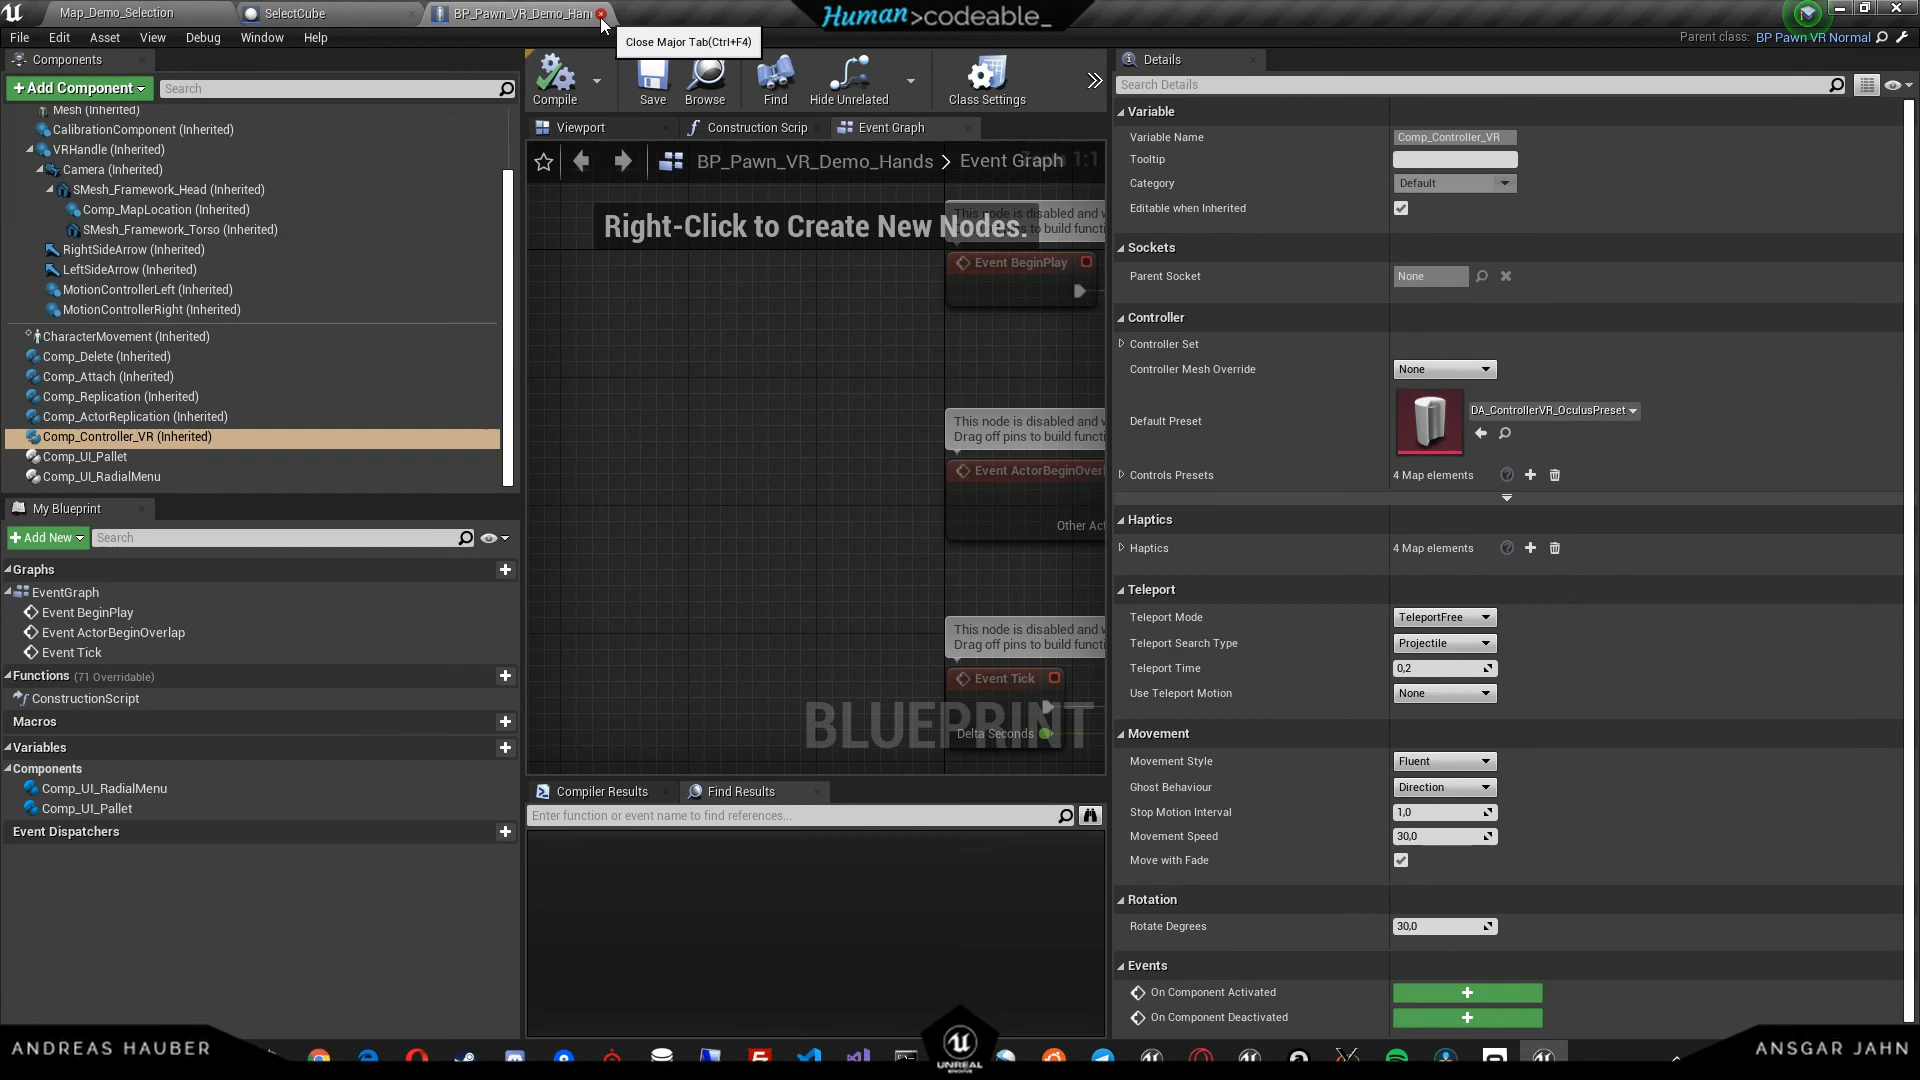 Map_Demo_Selection
SelectCube
BP_Pawn_VR_Demo_Han
Human>codeable_
Close Major Tab(Ctrl+F4)
File Edit Asset View Debug Window Help
Parent class: BP Pawn VR Normal
Components
Add Component
Search
Mesh (Inherited)
CalibrationComponent (Inherited)
VRHandle (Inherited)
Camera (Inherited)
SMesh_Framework_Head (Inherited)
Comp_MapLocation (Inherited)
SMesh_Framework_Torso (Inherited)
RightSideArrow (Inherited)
LeftSideArrow (Inherited)
MotionControllerLeft (Inherited)
MotionControllerRight (Inherited)
CharacterMovement (Inherited)
Comp_Delete (Inherited)
Comp_Attach (Inherited)
Comp_Replication (Inherited)
Comp_ActorReplication (Inherited)
Comp_Controller_VR (Inherited)
Comp_UI_Pallet
Comp_UI_RadialMenu
My Blueprint
Add New
Search
Graphs
EventGraph
Event BeginPlay
Event ActorBeginOverlap
Event Tick
Functions (71 Overridable)
ConstructionScript
Macros
Variables
Components
Comp_UI_RadialMenu
Comp_UI_Pallet
Event Dispatchers
Compile
Save
Browse
Find
Hide Unrelated
Class Settings
Viewport
Construction Scrip
Event Graph
BP_Pawn_VR_Demo_Hands > Event Graph
Zoom 1:1
Right-Click to Create New Nodes.
This node is disabled and w
Event BeginPlay
This node is disabled and w
Drag off pins to build functi
Event ActorBeginOverl
Other Act
This node is disabled and w
Drag off pins to build functi
Event Tick
Delta Seconds
BLUEPRINT
Compiler Results
Find Results
Enter function or event name to find references...
Details
Search Details
Variable
Variable Name Comp_Controller_VR
Tooltip
Category Default
Editable when Inherited
Sockets
Parent Socket None
Controller
Controller Set
Controller Mesh Override None
Default Preset DA_ControllerVR_OculusPreset
Controls Presets 4 Map elements
Haptics
Haptics 4 Map elements
Teleport
Teleport Mode TeleportFree
Teleport Search Type Projectile
Teleport Time 0,2
Use Teleport Motion None
Movement
Movement Style Fluent
Ghost Behaviour Direction
Stop Motion Interval 1,0
Movement Speed 30,0
Move with Fade
Rotation
Rotate Degrees 30,0
Events
On Component Activated
On Component Deactivated
ANDREAS HAUBER
UNREAL
ENGINE
ANSGAR JAHN